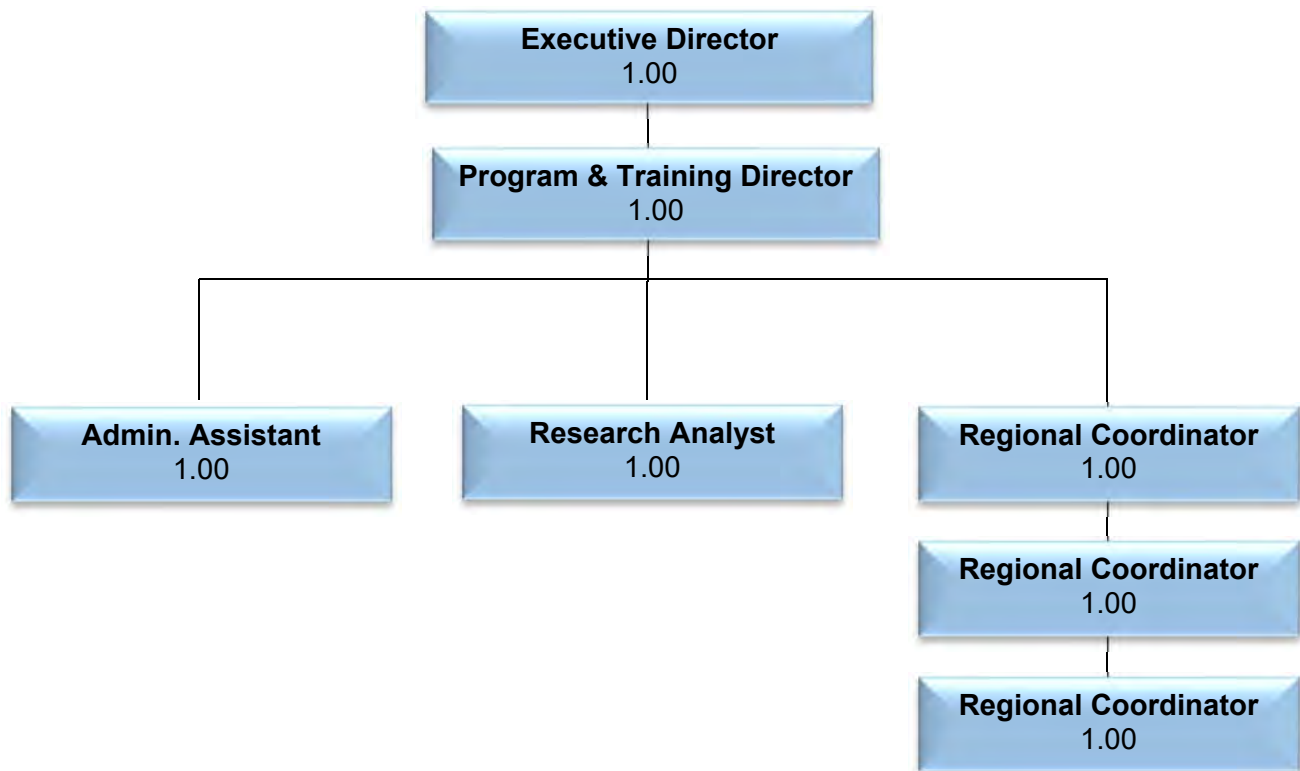 Executive Director
1.00
Program & Training Director
1.00
Admin. Assistant
1.00
Research Analyst
1.00
Regional Coordinator
1.00
Regional Coordinator
1.00
Regional Coordinator
1.00